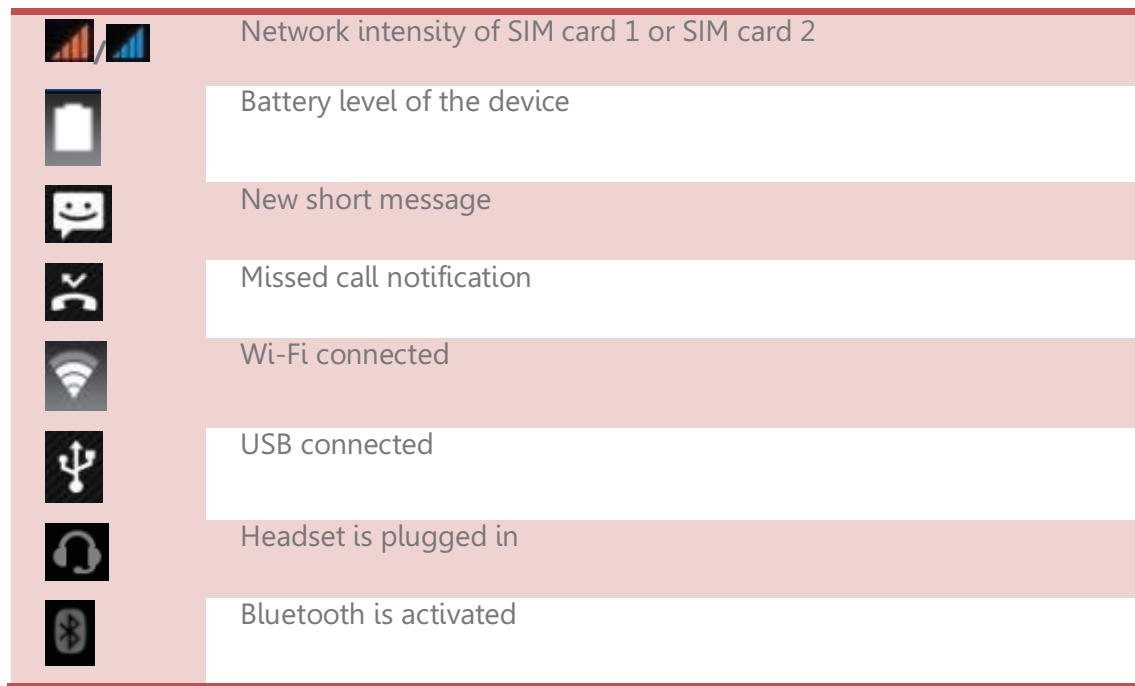 /
Network intensity of SIM card 1 or SIM card 2
Battery level of the device
New short message
Missed call notification
Wi-Fi connected
USB connected
Headset is plugged in
Bluetooth is activated